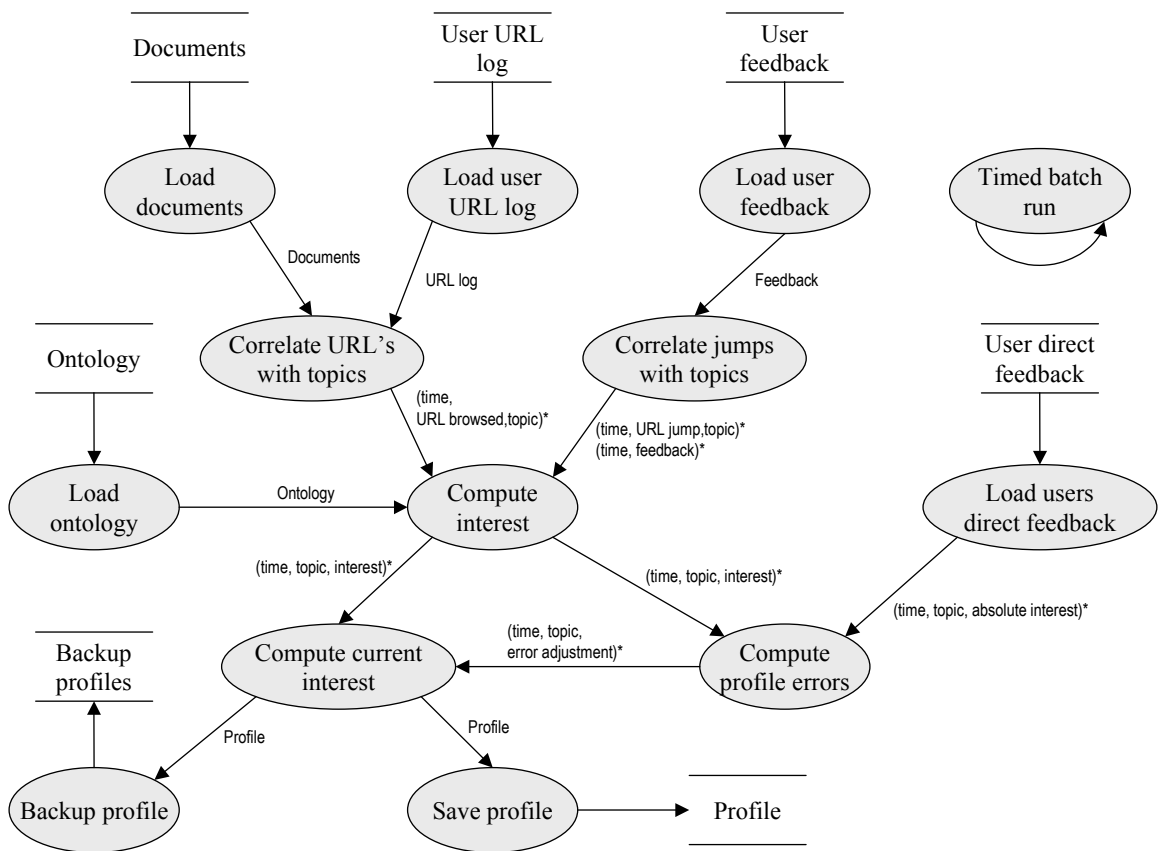 Documents
User URL
log
User
feedback
Load
documents
Load user
URL log
Load user
feedback
Timed batch
run
Documents
URL log
Feedback
Ontology
Correlate URL's
with topics
Correlate jumps
with topics
User direct
feedback
(time,
URL browsed,topic)*
(time, URL jump,topic)*
(time, feedback)*
Load
ontology
Ontology
Compute
interest
Load users
direct feedback
(time, topic, interest)*
(time, topic, interest)*
(time, topic, absolute interest)*
Backup
profiles
Compute current
interest
(time, topic,
error adjustment)*
Compute
profile errors
Profile
Profile
Backup profile
Save profile
Profile